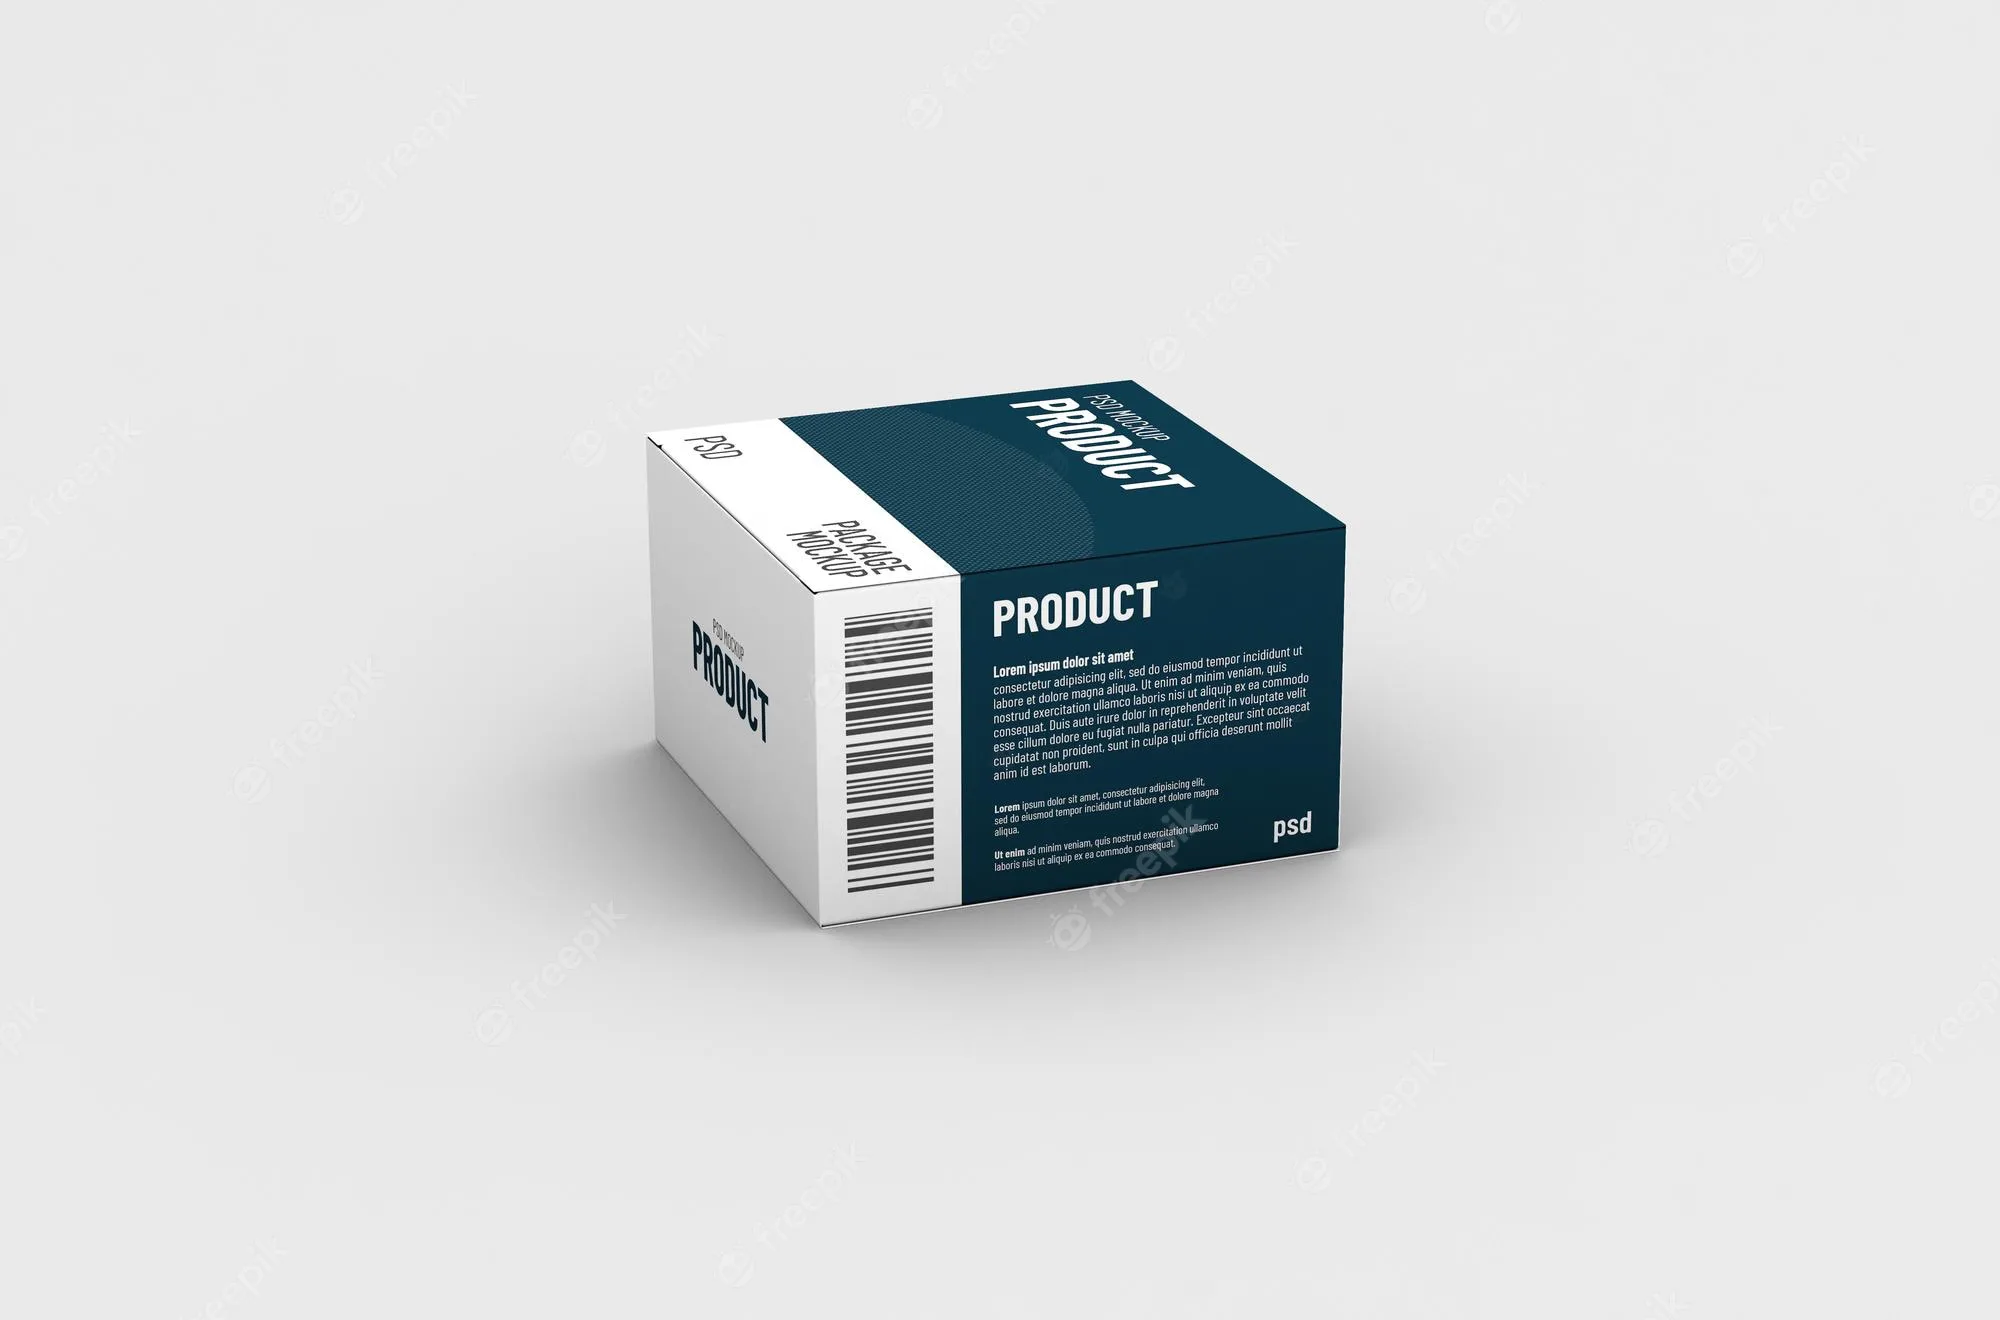 PSD MOCKUP
PRODUCT
PSD
PACKAGE
MOCKUP
PSD MOCKUP
PRODUCT
PRODUCT
Lorem ipsum dolor sit amet
consectetur adipisicing elit, sed do eiusmod tempor incididunt ut
labore et dolore magna aliqua. Ut enim ad minim veniam, quis
nostrud exercitation ullamco laboris nisi ut aliquip ex ea commodo
consequat. Duis aute irure dolor in reprehenderit in voluptate velit
esse cillum dolore eu fugiat nulla pariatur. Excepteur sint occaecat
cupidatat non proident, sunt in culpa qui officia deserunt mollit
anim id est laborum.
Lorem ipsum dolor sit amet, consectetur adipisicing elit,
sed do eiusmod tempor incididunt ut labore et dolore magna
aliqua.
Ut enim ad minim veniam, quis nostrud exercitation ullamco
laboris nisi ut aliquip ex ea commodo consequat.
psd
freepik